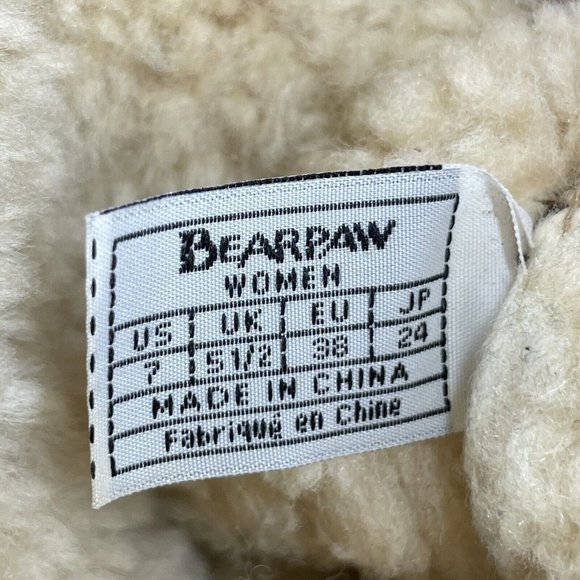 BEARPAW
WOMEN
US UK EU JP
7 5 1/2 38 24
MADE IN CHINA
Fabriqué en Chine